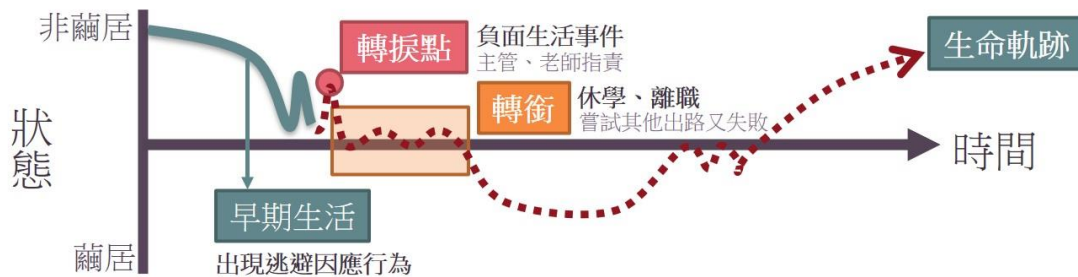 非繭居
轉捩點
負面生活事件
主管、老師指責
生命軌跡
轉銜
休學、離職
嘗試其他出路又失敗
狀態
時間
早期生活
繭居
出現逃避因應行為